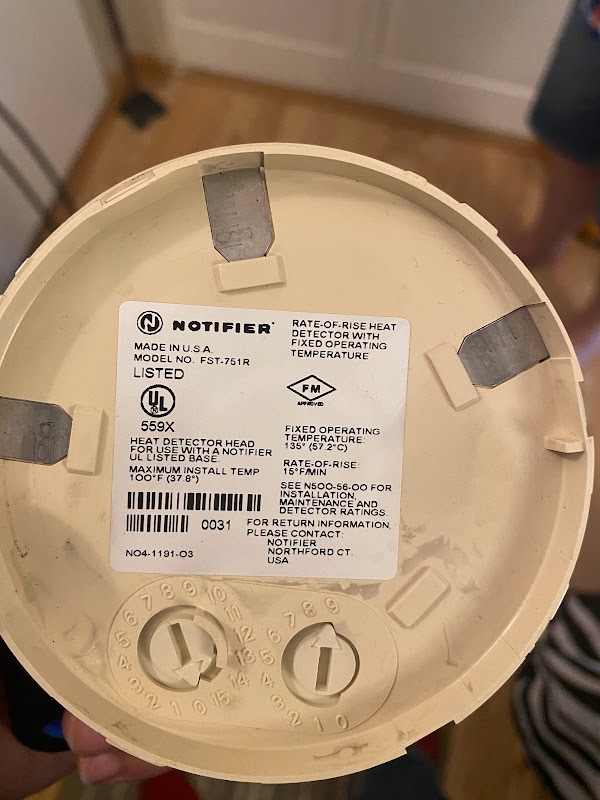 NOTIFIER
MADE IN U.S.A.
MODEL NO. FST-751R
LISTED
UL
559X
HEAT DETECTOR HEAD
FOR USE WITH A NOTIFIER
UL LISTED BASE.
MAXIMUM INSTALL TEMP
100°F (37.8°)
0031
N04-1191-03
RATE-OF-RISE HEAT
DETECTOR WITH
FIXED OPERATING
TEMPERATURE
FM
APPROVED
FIXED OPERATING
TEMPERATURE:
135° (57.2°C)
RATE-OF-RISE:
15°F/MIN
SEE N500-56-00 FOR
INSTALLATION,
MAINTENANCE AND
DETECTOR RATINGS.
FOR RETURN INFORMATION,
PLEASE CONTACT:
NOTIFIER
NORTHFORD CT.
USA
0 1 2 3 4 5 6 7 8 9 10 11 12 13 14 15
0 1 2 3 4 5 6 7 8 9